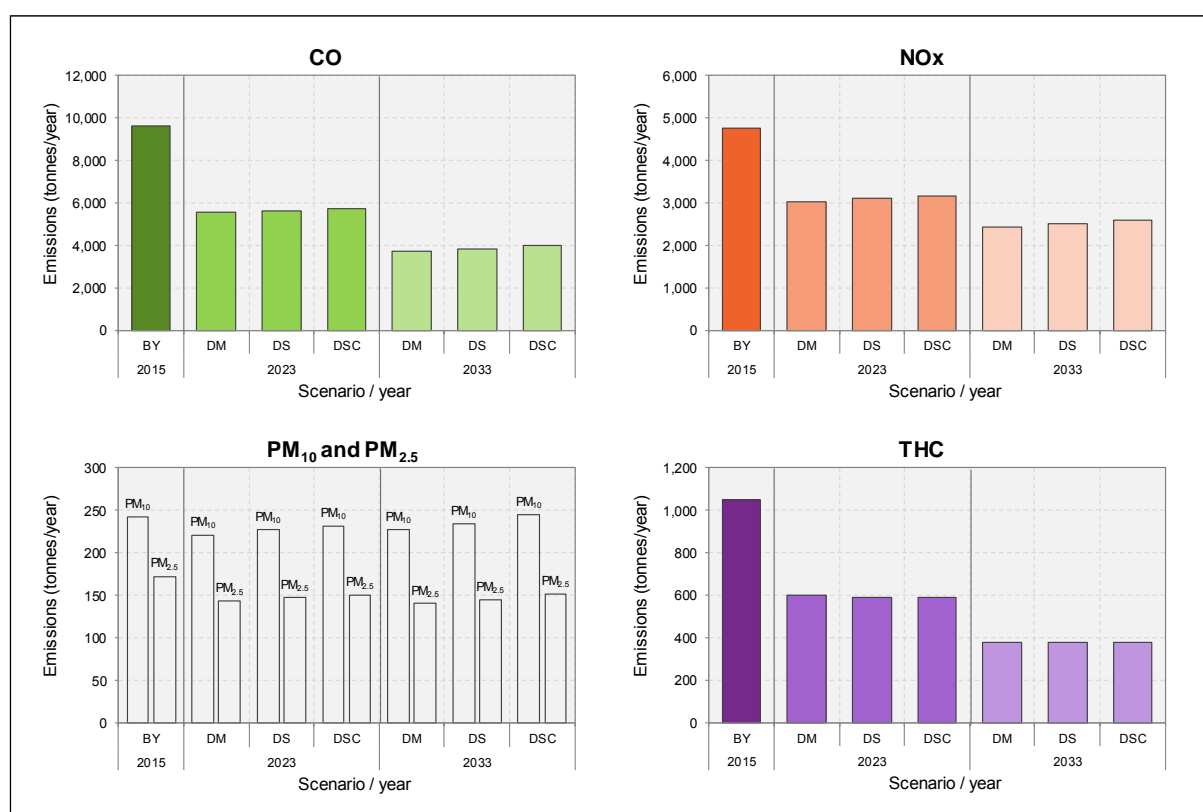 CO
Emissions (tonnes/year)
12,000
10,000
8,000
6,000
4,000
2,000
0
BY DM DS DSC DM DS DSC
2015 2023 2033
Scenario / year
NOx
Emissions (tonnes/year)
6,000
5,000
4,000
3,000
2,000
1,000
0
BY DM DS DSC DM DS DSC
2015 2023 2033
Scenario / year
PM₁₀ and PM₂.₅
Emissions (tonnes/year)
300
250
200
150
100
50
0
PM₁₀ PM₂.₅ PM₁₀ PM₂.₅ PM₁₀ PM₂.₅ PM₁₀ PM₂.₅ PM₁₀ PM₂.₅ PM₁₀ PM₂.₅ PM₁₀ PM₂.₅
BY DM DS DSC DM DS DSC
2015 2023 2033
Scenario / year
THC
Emissions (tonnes/year)
1,200
1,000
800
600
400
200
0
BY DM DS DSC DM DS DSC
2015 2023 2033
Scenario / year